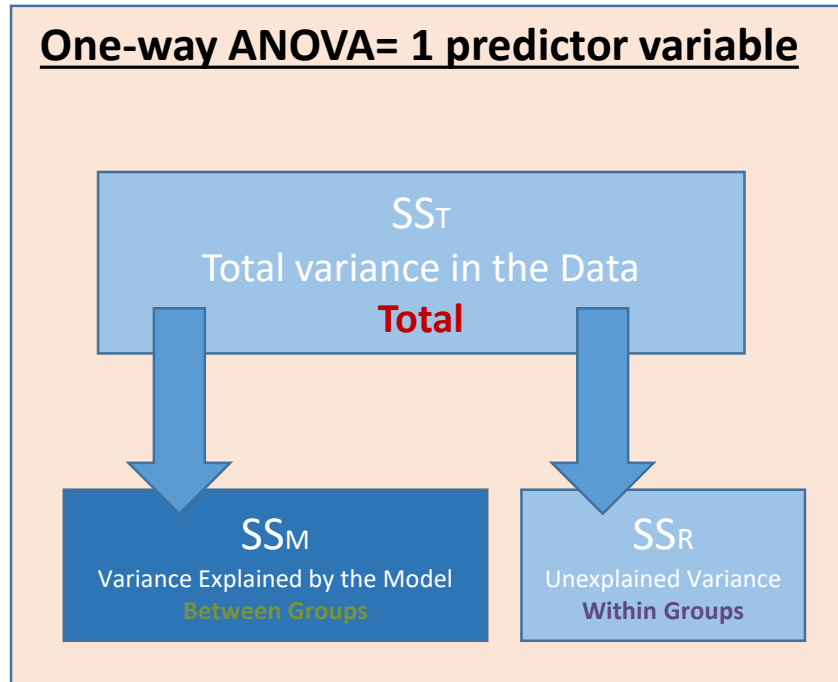 One-way ANOVA= 1 predictor variable
SST
Total variance in the Data
Total
SSM
Variance Explained by the Model
Between Groups
SSR
Unexplained Variance
Within Groups